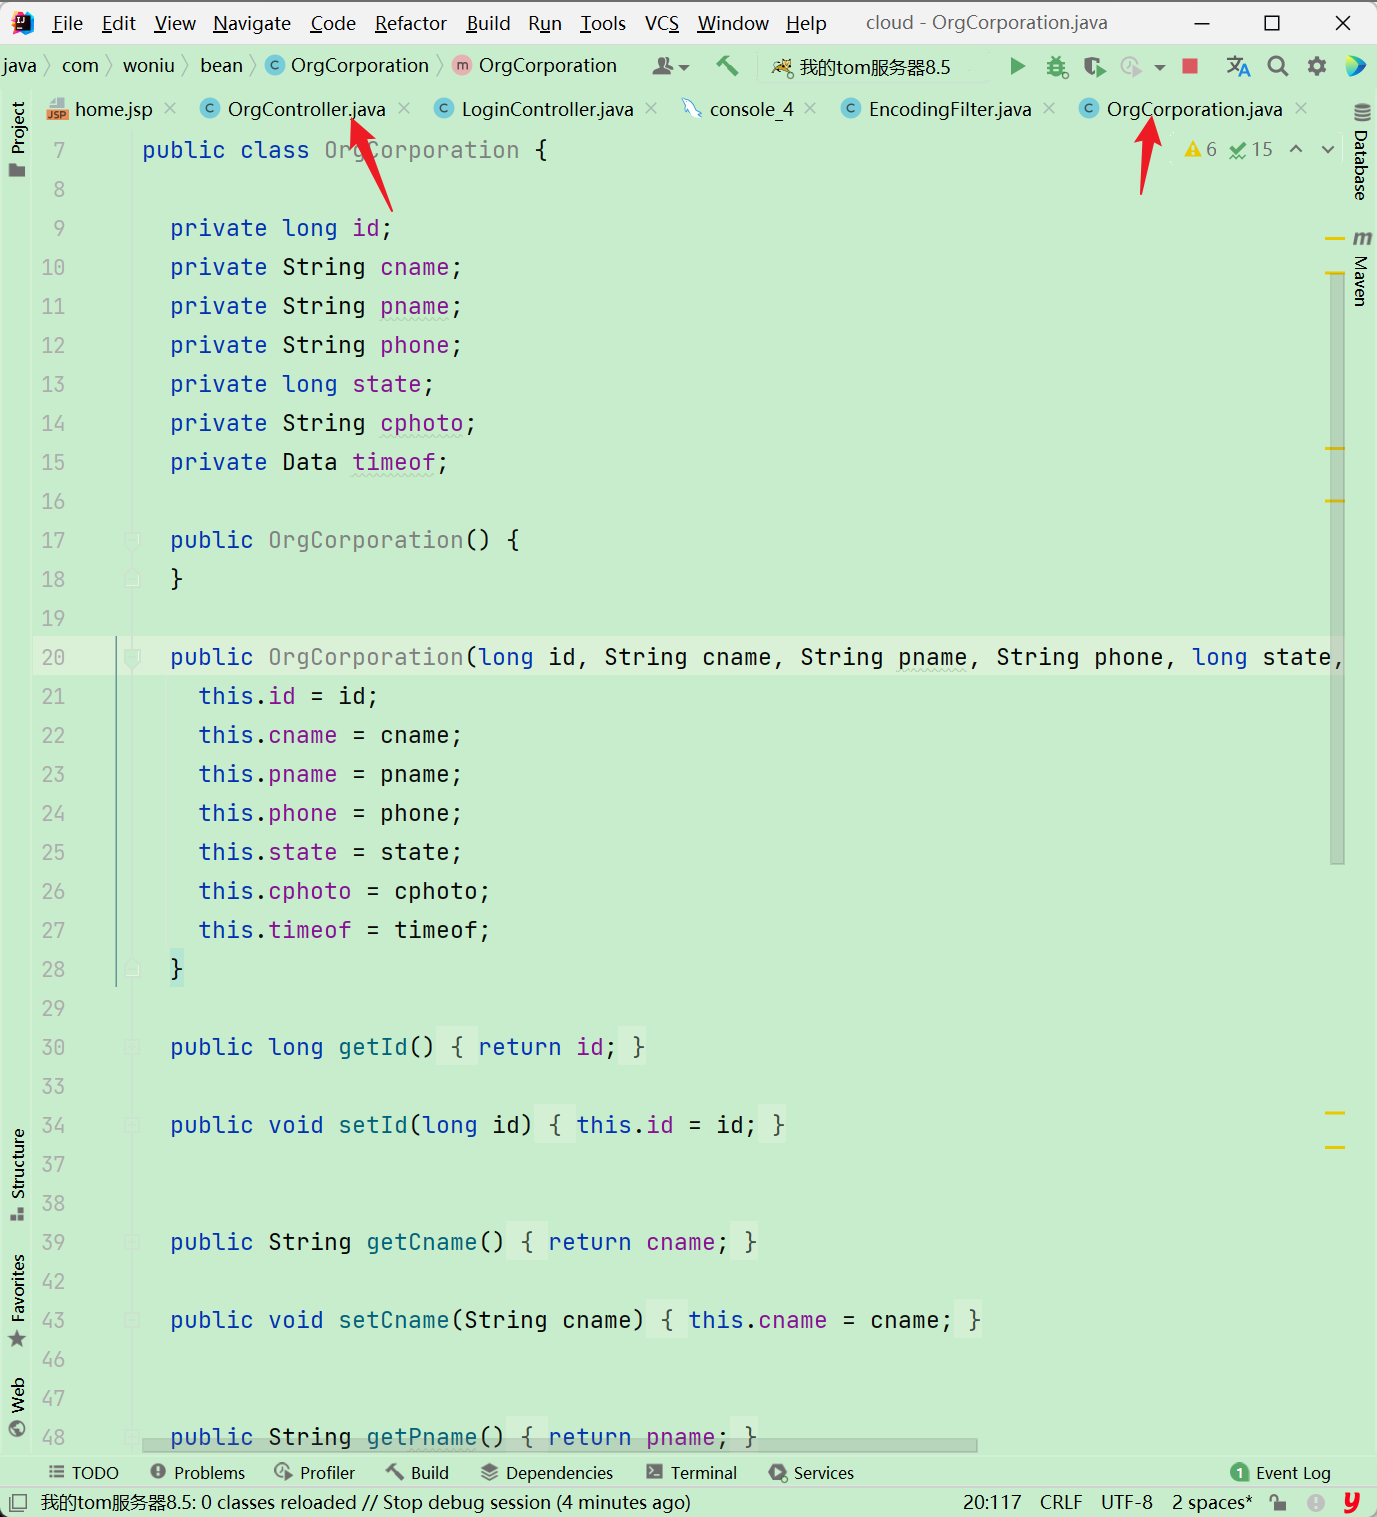 File Edit View Navigate Code Refactor Build Run Tools VCS Window Help cloud - OrgCorporation.java
java com woniu bean OrgCorporation OrgCorporation 我的tom服务器8.5
home.jsp OrgController.java LoginController.java console_4 EncodingFilter.java OrgCorporation.java
6 15
7 public class OrgCorporation {
8
9 private long id;
10 private String cname;
11 private String pname;
12 private String phone;
13 private long state;
14 private String cphoto;
15 private Data timeof;
16
17 public OrgCorporation() {
18 }
19
20 public OrgCorporation(long id, String cname, String pname, String phone, long state,
21 this.id = id;
22 this.cname = cname;
23 this.pname = pname;
24 this.phone = phone;
25 this.state = state;
26 this.cphoto = cphoto;
27 this.timeof = timeof;
28 }
29
30 public long getId() { return id; }
33
34 public void setId(long id) { this.id = id; }
37
38
39 public String getCname() { return cname; }
42
43 public void setCname(String cname) { this.cname = cname; }
46
47
48 public String getPname() { return pname; }
Project
Structure
Favorites
Web
Database
Maven
TODO Problems Profiler Build Dependencies Terminal Services 1 Event Log
我的tom服务器8.5: 0 classes reloaded // Stop debug session (4 minutes ago) 20:117 CRLF UTF-8 2 spaces*